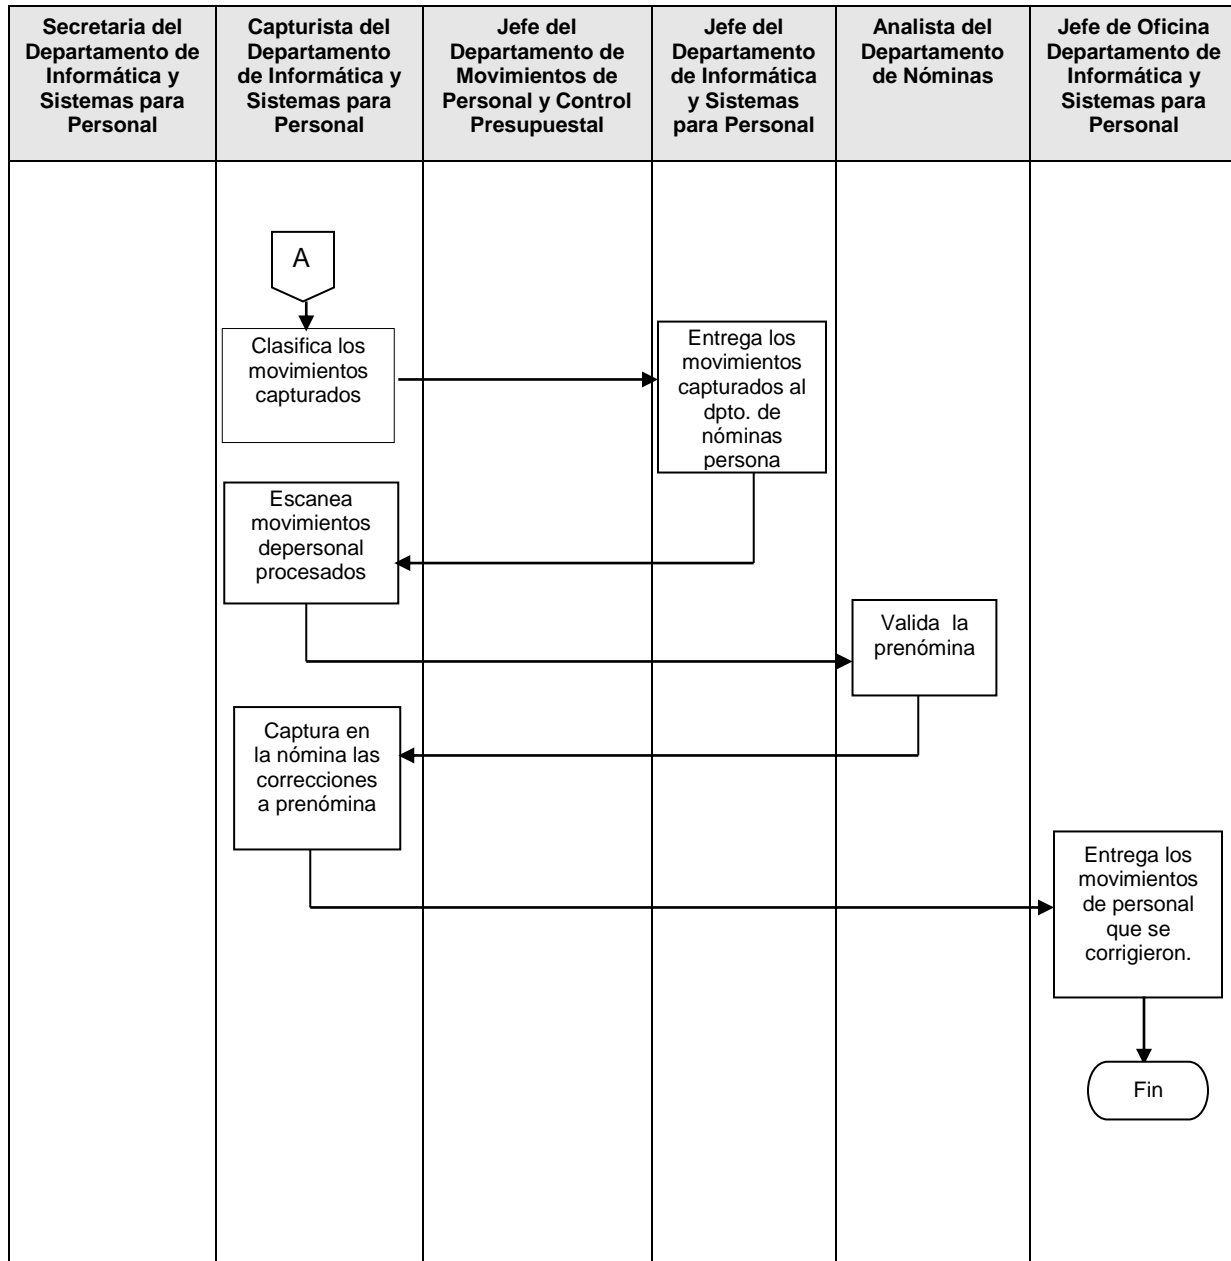 Secretaria del
Departamento de
Informática y
Sistemas para
Personal
Capturista del
Departamento
de Informática y
Sistemas para
Personal
Jefe del
Departamento de
Movimientos de
Personal y Control
Presupuestal
Jefe del
Departamento
de Informática
y Sistemas
para Personal
Analista del
Departamento
de Nóminas
Jefe de Oficina
Departamento de
Informática y
Sistemas para
Personal
A
Clasifica los
movimientos
capturados
Entrega los
movimientos
capturados al
dpto. de
nóminas
persona
Escanea
movimientos
depersonal
procesados
Valida la
prenómina
Captura en
la nómina las
correcciones
a prenómina
Entrega los
movimientos
de personal
que se
corrigieron.
Fin